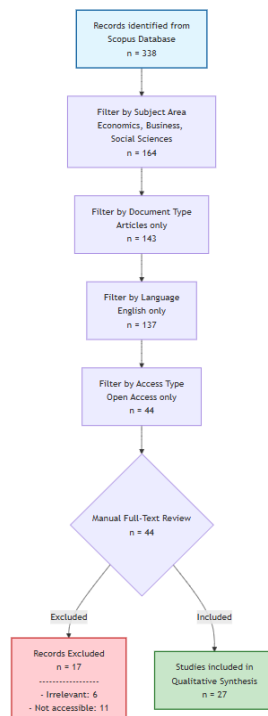 Records identified from
Scopus Database
n = 338
Filter by Subject Area
Economics, Business,
Social Sciences
n = 164
Filter by Document Type
Articles only
n = 143
Filter by Language
English only
n = 137
Filter by Access Type
Open Access only
n = 44
Manual Full-Text Review
n = 44
Excluded
Included
Records Excluded
n = 17
------------
- Irrelevant: 6
- Not accessible: 11
Studies included in
Qualitative Synthesis
n = 27